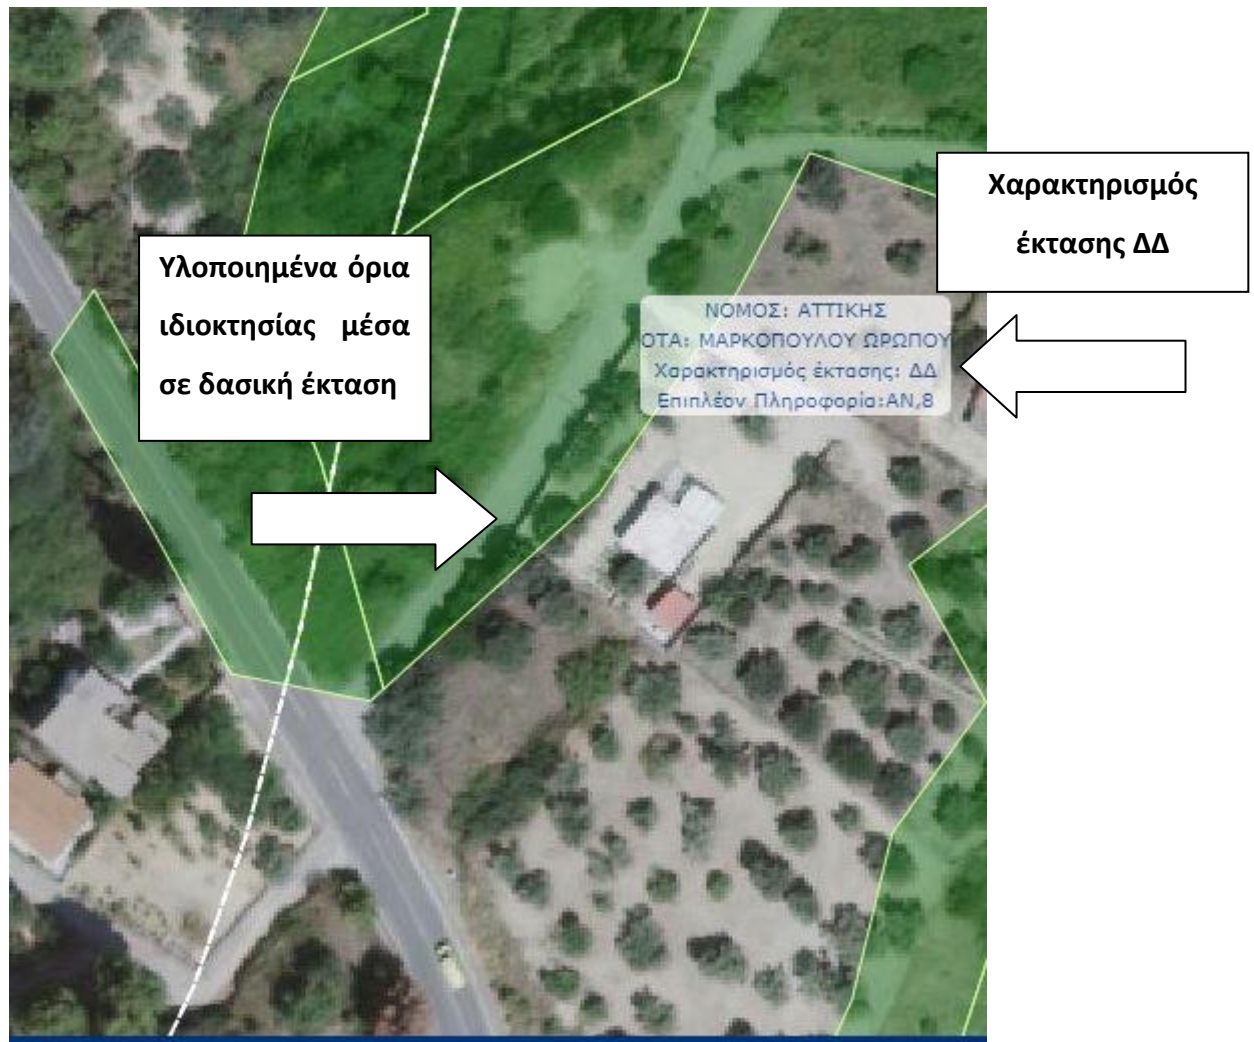 Χαρακτηρισμός
έκτασης ΔΔ
Υλοποιημένα όρια
ιδιοκτησίας μέσα
σε δασική έκταση
ΝΟΜΟΣ: ΑΤΤΙΚΗΣ
ΟΤΑ: ΜΑΡΚΟΠΟΥΛΟΥ ΩΡΩΠΟΥ
Χαρακτηρισμός έκτασης: ΔΔ
Επιπλέον Πληροφορία:ΑΝ,8